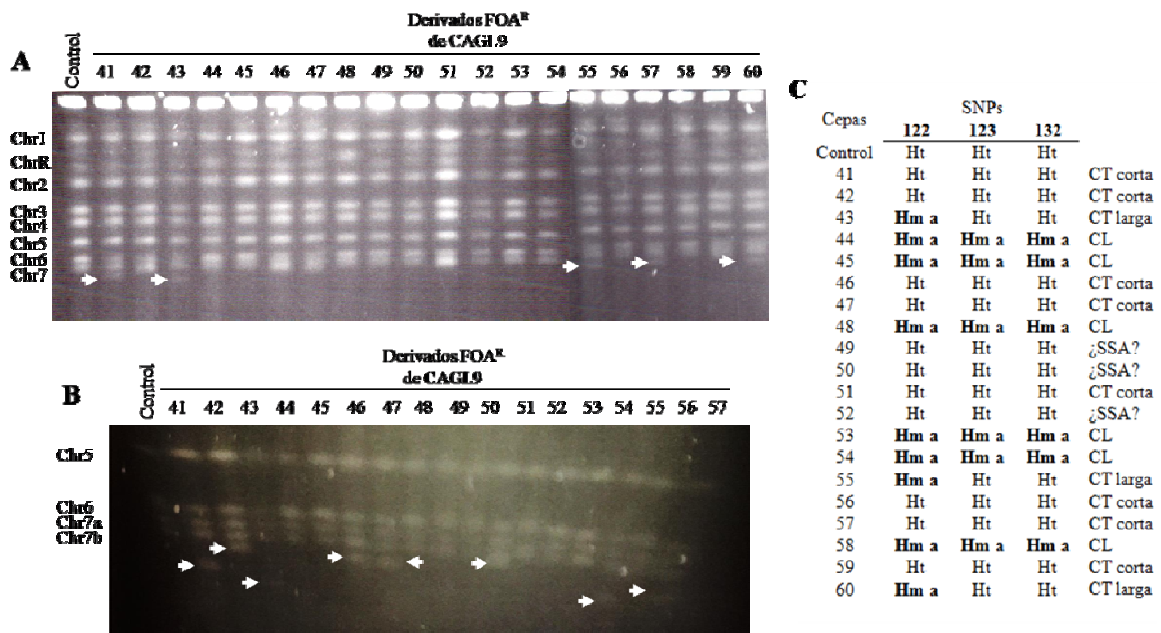 Derivados FOAᴿ
de CAGL9
A
Control
41 42 43 44 45 46 47 48 49 50 51 52 53 54 55 56 57 58 59 60
Chr1
ChrR
Chr2
Chr3
Chr4
Chr5
Chr6
Chr7
Derivados FOAᴿ
de CAGL9
B
Control
41 42 43 44 45 46 47 48 49 50 51 52 53 54 55 56 57
Chr5
Chr6
Chr7a
Chr7b
C
SNPs
Cepas 122 123 132
Control Ht Ht Ht
41 Ht Ht Ht CT corta
42 Ht Ht Ht CT corta
43 Hm a Ht Ht CT larga
44 Hm a Hm a Hm a CL
45 Hm a Hm a Hm a CL
46 Ht Ht Ht CT corta
47 Ht Ht Ht CT corta
48 Hm a Hm a Hm a CL
49 Ht Ht Ht ¿SSA?
50 Ht Ht Ht ¿SSA?
51 Ht Ht Ht CT corta
52 Ht Ht Ht ¿SSA?
53 Hm a Hm a Hm a CL
54 Hm a Hm a Hm a CL
55 Hm a Ht Ht CT larga
56 Ht Ht Ht CT corta
57 Ht Ht Ht CT corta
58 Hm a Hm a Hm a CL
59 Ht Ht Ht CT corta
60 Hm a Ht Ht CT larga